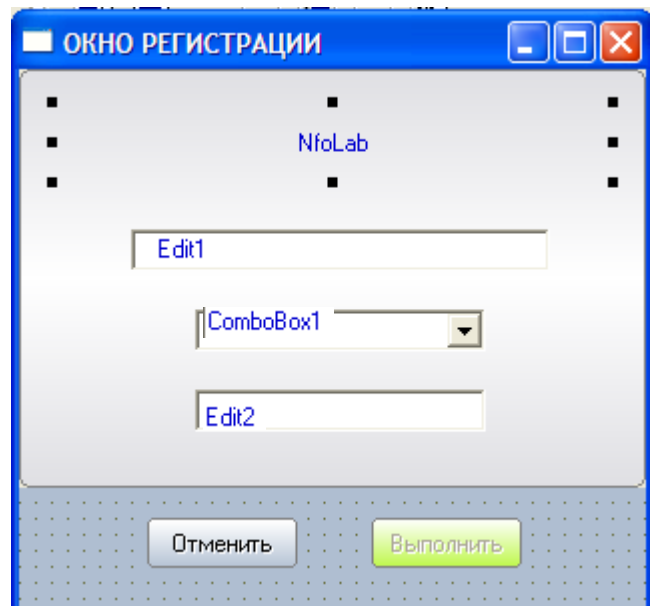 ОКНО РЕГИСТРАЦИИ
NfoLab
Edit1
ComboBox1
Edit2
Отменить Выполнить